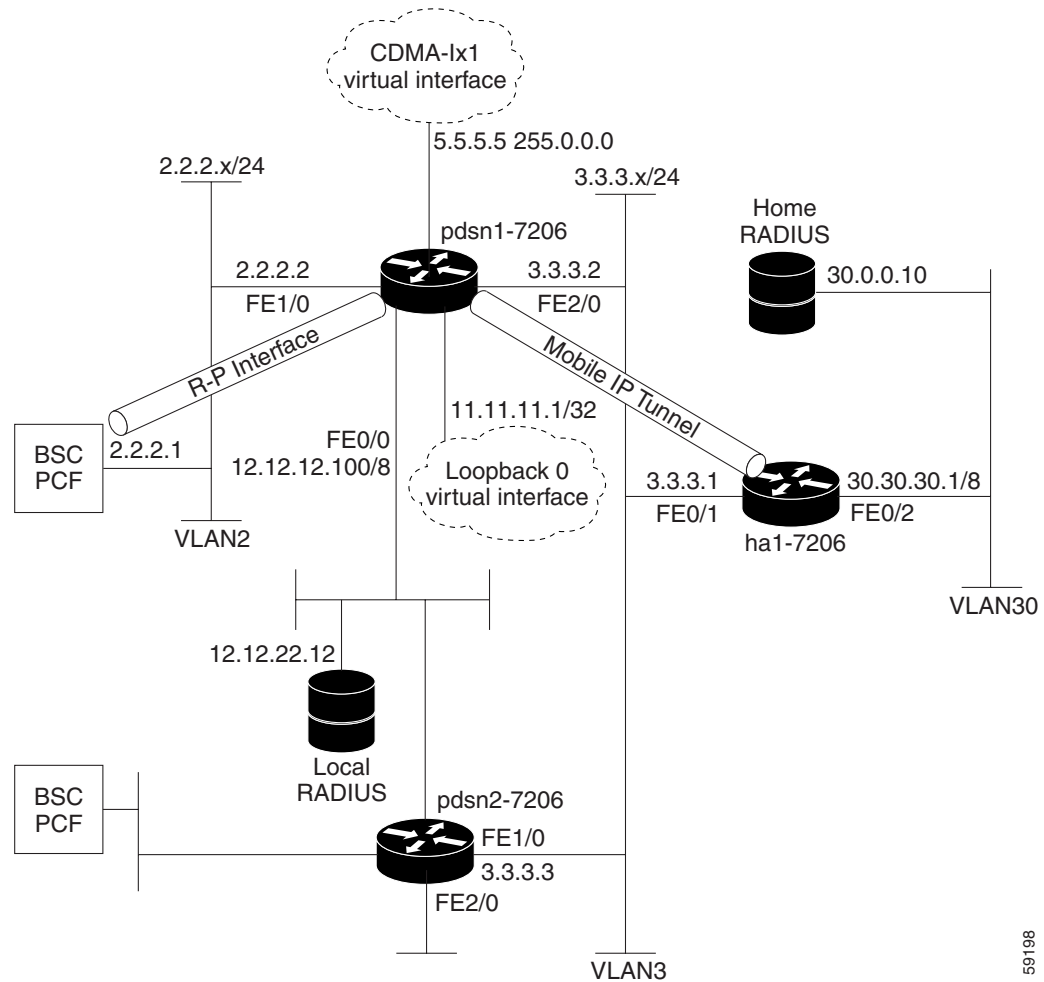 CDMA-Ix1
virtual interface
5.5.5.5 255.0.0.0
2.2.2.x/24
3.3.3.x/24
Home
RADIUS
pdsn1-7206
2.2.2.2
3.3.3.2
30.0.0.10
FE1/0
FE2/0
R-P Interface
Mobile IP Tunnel
11.11.11.1/32
BSC
PCF
2.2.2.1
FE0/0
12.12.12.100/8
Loopback 0
virtual interface
3.3.3.1
30.30.30.1/8
FE0/1
FE0/2
VLAN2
ha1-7206
VLAN30
12.12.22.12
Local
RADIUS
BSC
PCF
pdsn2-7206
FE1/0
3.3.3.3
FE2/0
VLAN3
59198